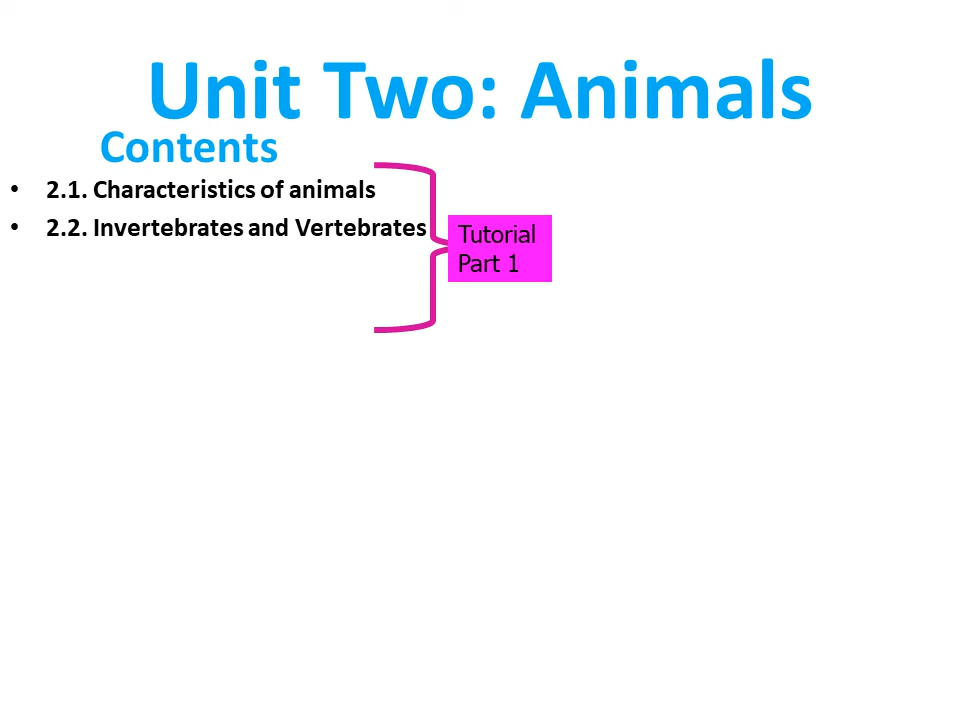 Unit Two: Animals
Contents
• 2.1. Characteristics of animals
• 2.2. Invertebrates and Vertebrates
Tutorial
Part 1